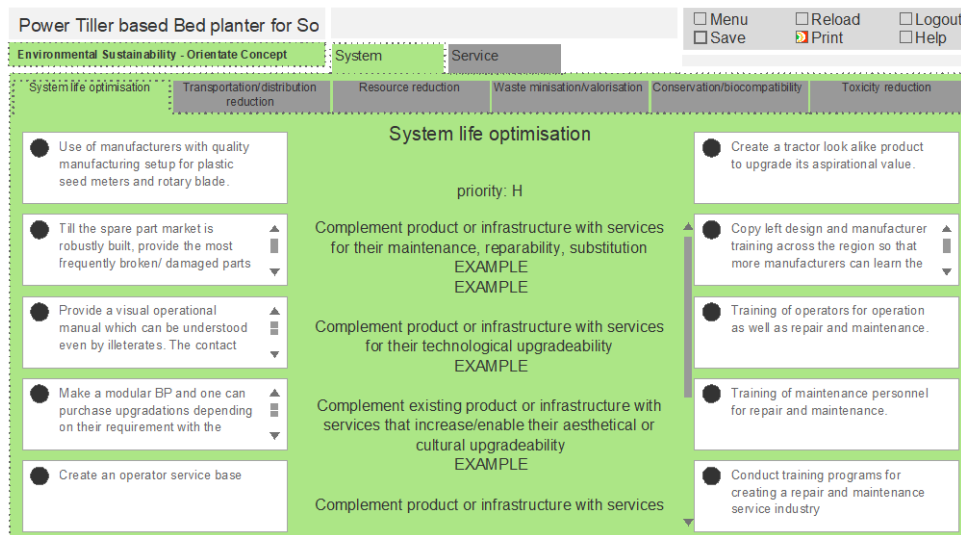 Power Tiller based Bed planter for So
Menu
Reload
Logout
Save
Print
Help
Environmental Sustainability - Orientate Concept
System
Service
System life optimisation
Transportation/distribution
reduction
Resource reduction
Waste minisation/valorisation
Conservation/biocompatibility
Toxicity reduction
Use of manufacturers with quality
manufacturing setup for plastic
seed meters and rotary blade.
Till the spare part market is
robustly built, provide the most
frequently broken/ damaged parts
Provide a visual operational
manual which can be understood
even by illeterates. The contact
Make a modular BP and one can
purchase upgradations depending
on their requirement with the
Create an operator service base
System life optimisation
priority: H
Complement product or infrastructure with services
for their maintenance, reparability, substitution
EXAMPLE
EXAMPLE
Complement product or infrastructure with services
for their technological upgradeability
EXAMPLE
Complement existing product or infrastructure with
services that increase/enable their aesthetical or
cultural upgradeability
EXAMPLE
Complement product or infrastructure with services
Create a tractor look alike product
to upgrade its aspirational value.
Copy left design and manufacturer
training across the region so that
more manufacturers can learn the
Training of operators for operation
as well as repair and maintenance.
Training of maintenance personnel
for repair and maintenance.
Conduct training programs for
creating a repair and maintenance
service industry